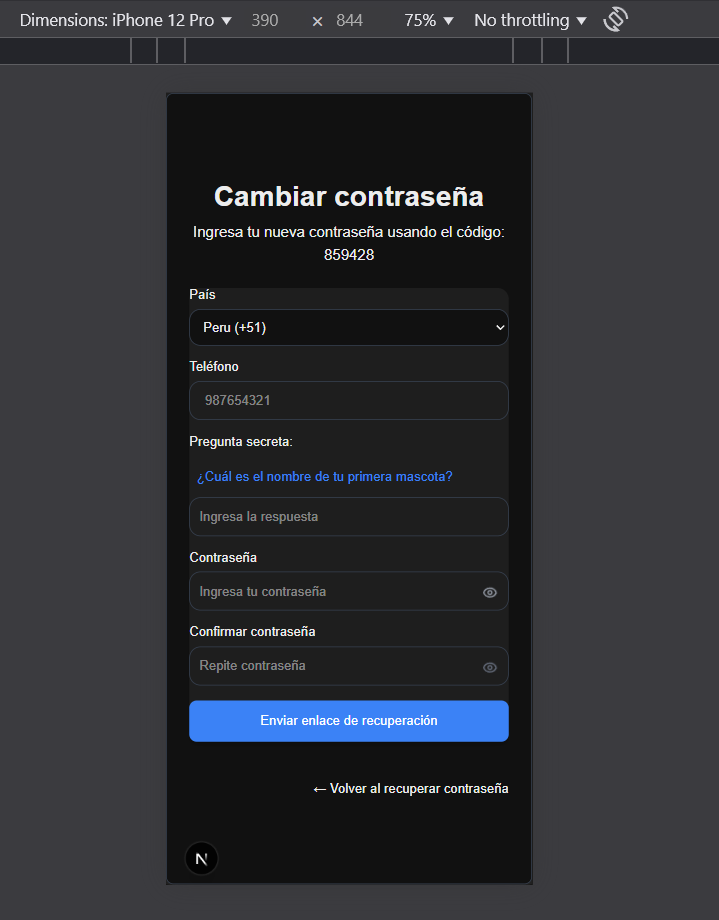 Dimensions: iPhone 12 Pro ▼ 390 × 844 75% ▼ No throttling ▼
Cambiar contraseña
Ingresa tu nueva contraseña usando el código:
859428
País
Peru (+51)
Teléfono
987654321
Pregunta secreta:
¿Cuál es el nombre de tu primera mascota?
Ingresa la respuesta
Contraseña
Ingresa tu contraseña
Confirmar contraseña
Repite contraseña
Enviar enlace de recuperación
← Volver al recuperar contraseña
N